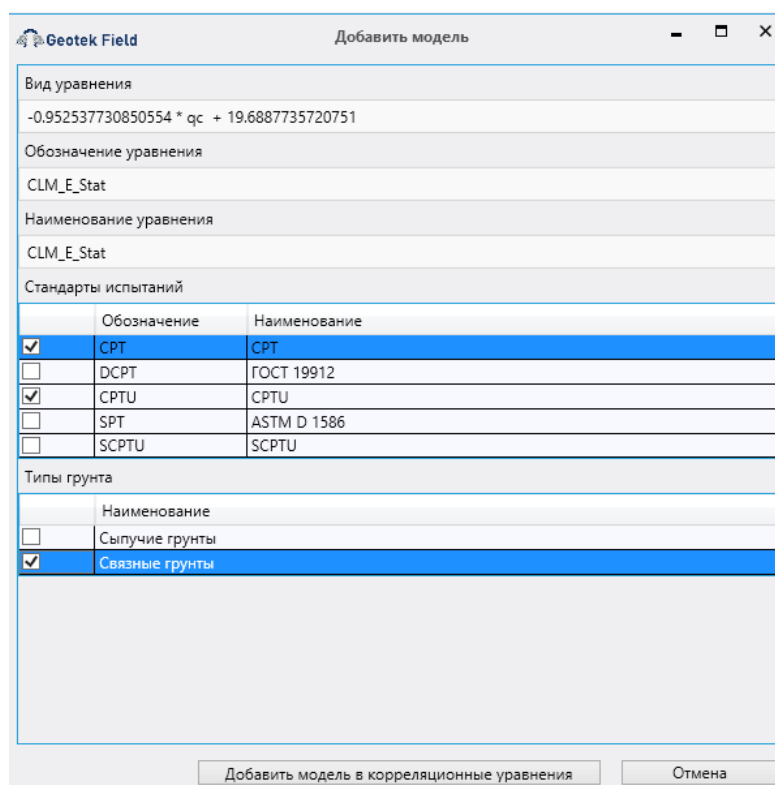 Geotek Field Добавить модель
Вид уравнения
-0.952537730850554 * qc + 19.6887735720751
Обозначение уравнения
CLM_E_Stat
Наименование уравнения
CLM_E_Stat
Стандарты испытаний
Обозначение Наименование
CPT CPT
DCPT ГОСТ 19912
CPTU CPTU
SPT ASTM D 1586
SCPTU SCPTU
Типы грунта
Наименование
Сыпучие грунты
Связные грунты
Добавить модель в корреляционные уравнения Отмена